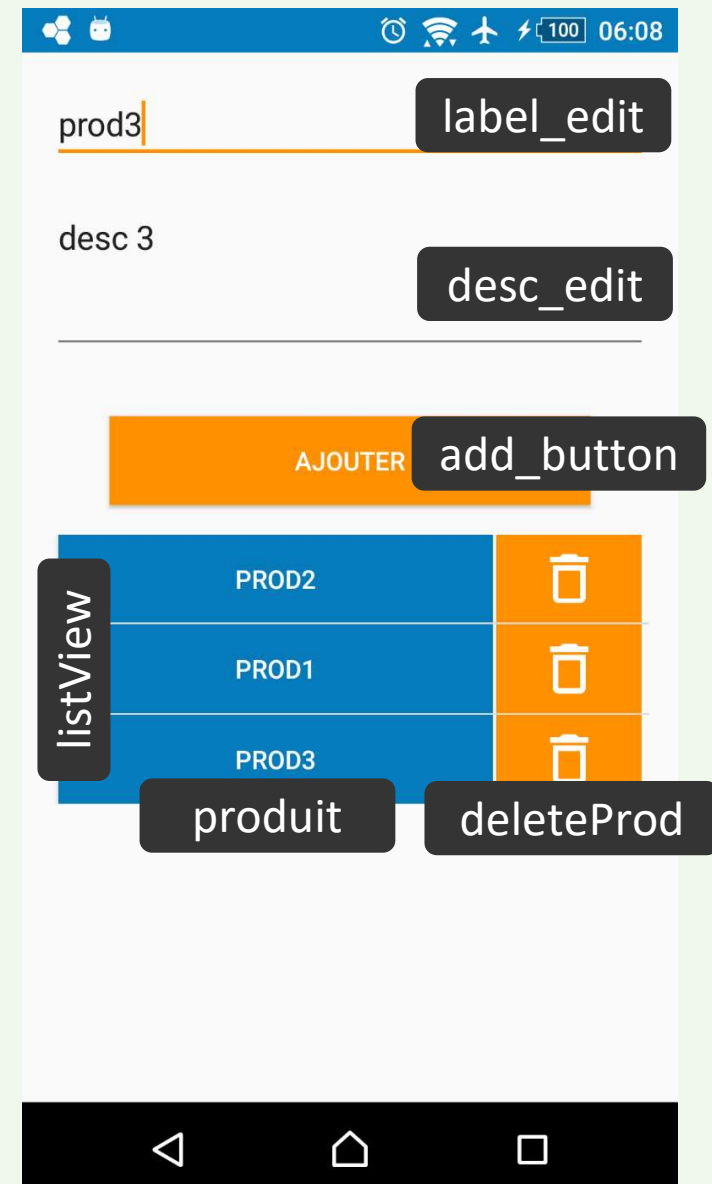 100 06:08
prod3
label_edit
desc 3
desc_edit
AJOUTER
add_button
listView
PROD2
PROD1
PROD3
produit
deleteProd